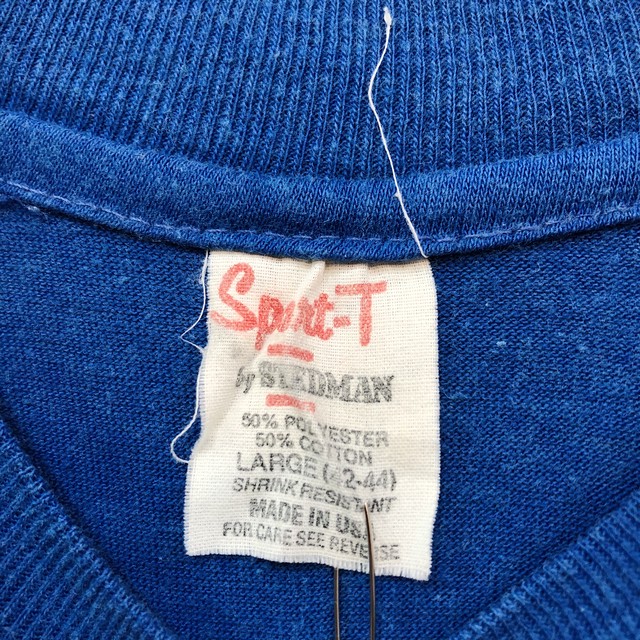 Sport-T
by STEDMAN
50% POLYESTER
50% COTTON
LARGE (42-44)
SHRINK RESISTANT
MADE IN USA
FOR CARE SEE REVERSE